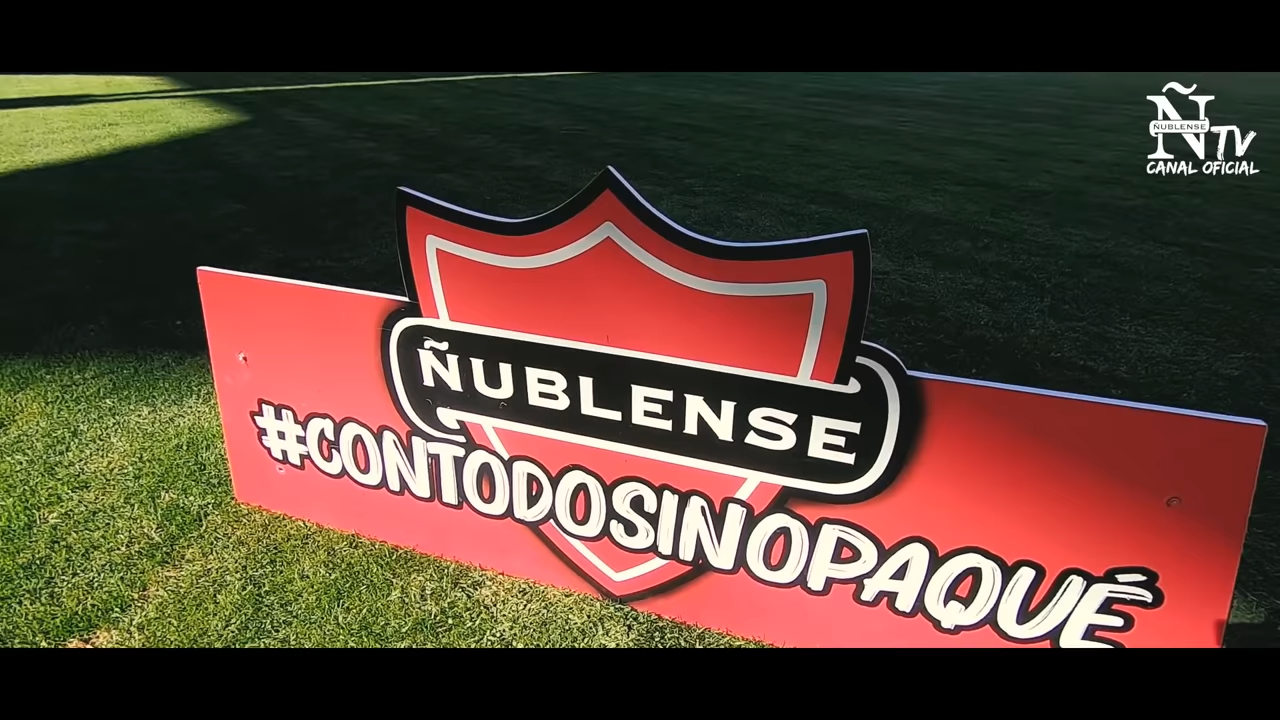 Ñ
ÑUBLENSE
TV
CANAL OFICIAL
ÑUBLENSE
#CONTODOSINOPAQUÉ